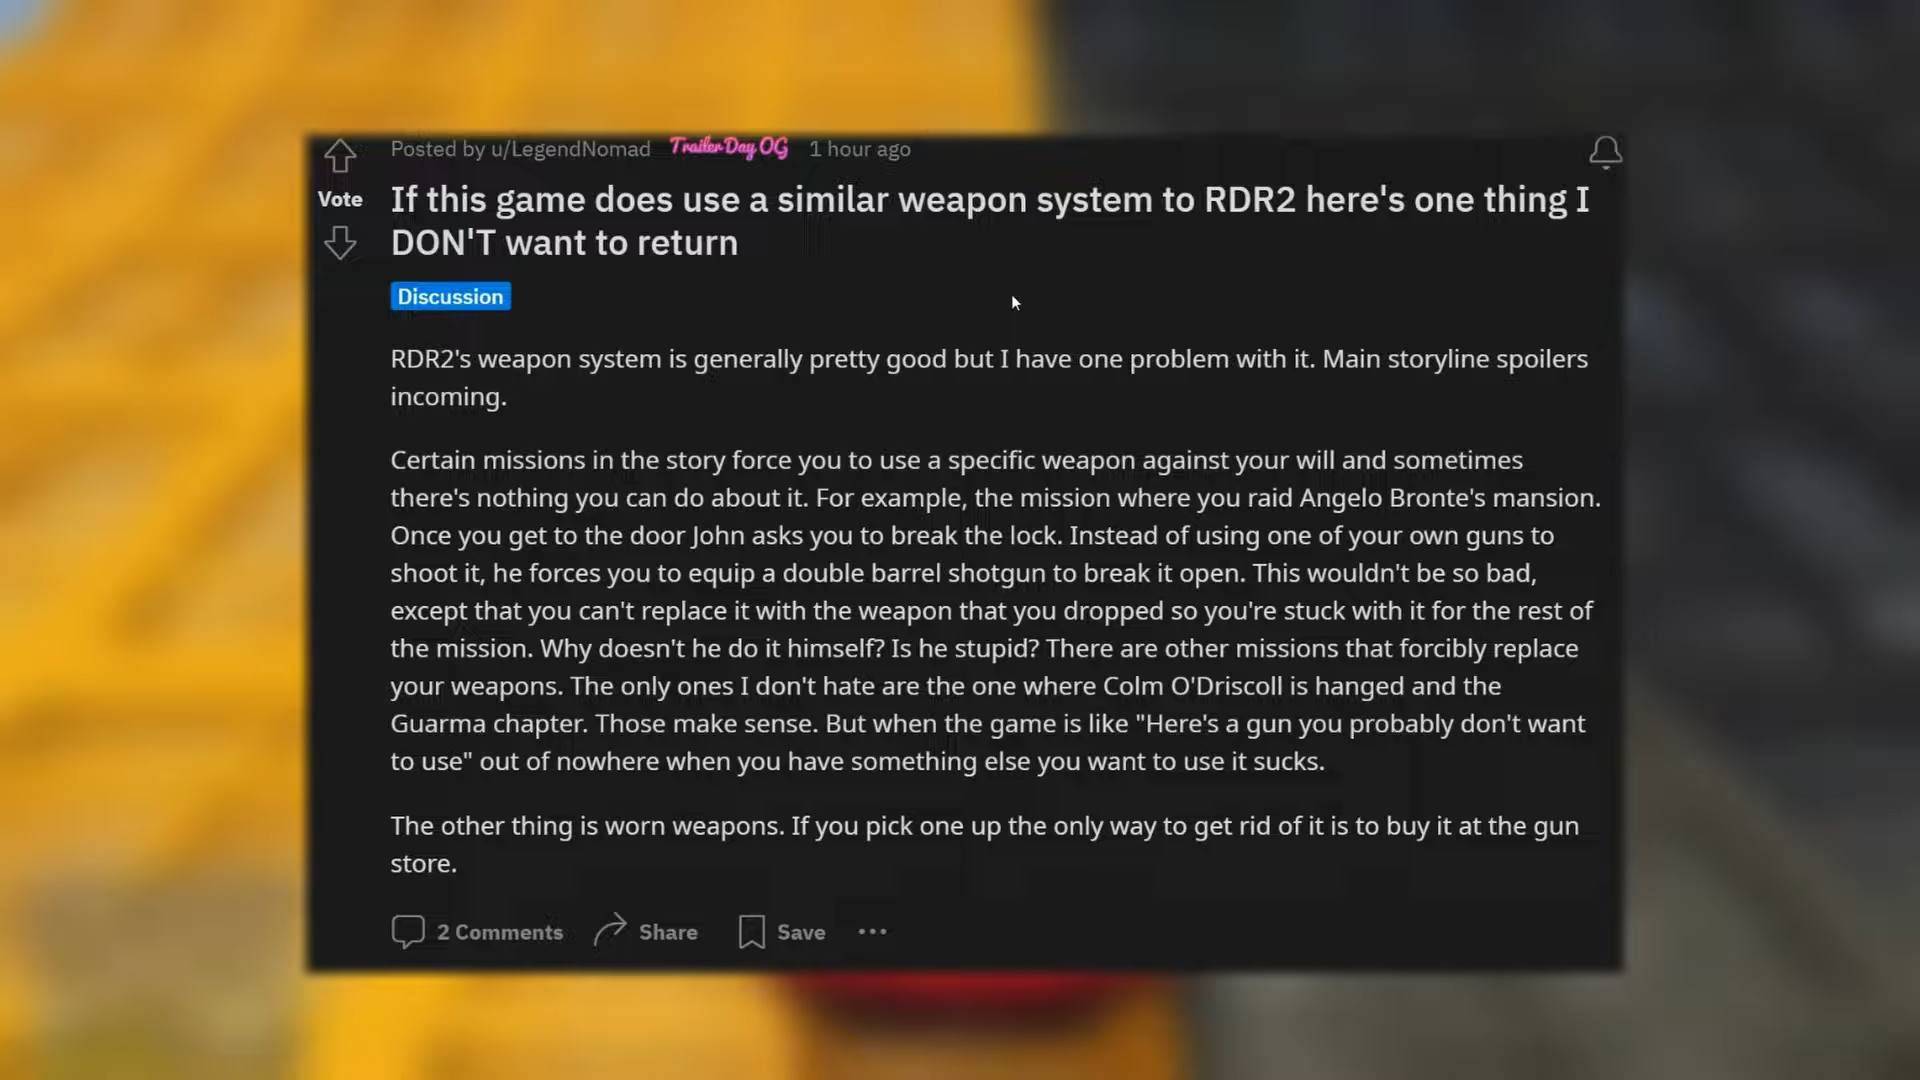 Posted by u/LegendNomad TrailerDay OG 1 hour ago
Vote
If this game does use a similar weapon system to RDR2 here's one thing I
DON'T want to return
Discussion
RDR2's weapon system is generally pretty good but I have one problem with it. Main storyline spoilers
incoming.
Certain missions in the story force you to use a specific weapon against your will and sometimes
there's nothing you can do about it. For example, the mission where you raid Angelo Bronte's mansion.
Once you get to the door John asks you to break the lock. Instead of using one of your own guns to
shoot it, he forces you to equip a double barrel shotgun to break it open. This wouldn't be so bad,
except that you can't replace it with the weapon that you dropped so you're stuck with it for the rest of
the mission. Why doesn't he do it himself? Is he stupid? There are other missions that forcibly replace
your weapons. The only ones I don't hate are the one where Colm O'Driscoll is hanged and the
Guarma chapter. Those make sense. But when the game is like "Here's a gun you probably don't want
to use" out of nowhere when you have something else you want to use it sucks.
The other thing is worn weapons. If you pick one up the only way to get rid of it is to buy it at the gun
store.
2 Comments Share Save